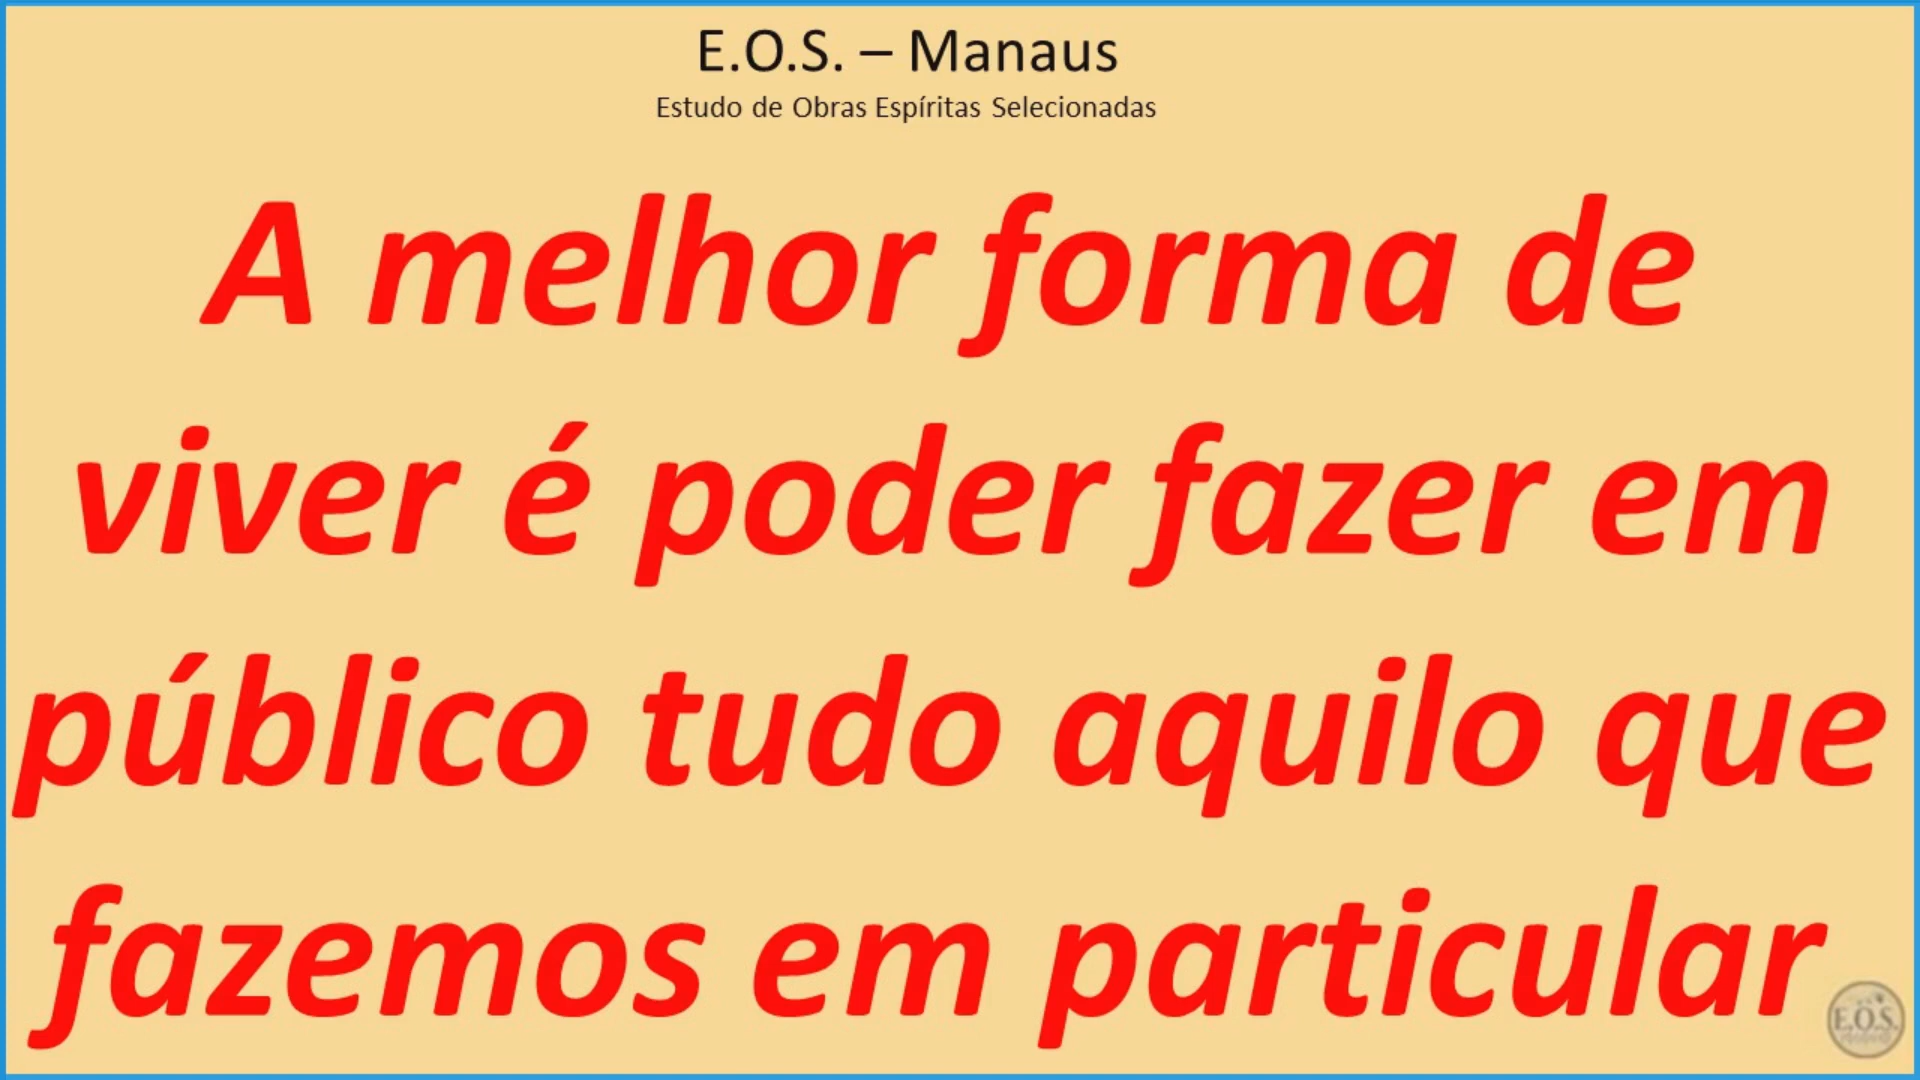 E.O.S. – Manaus
Estudo de Obras Espíritas Selecionadas
A melhor forma de
viver é poder fazer em
público tudo aquilo que
fazemos em particular
E.O.S.